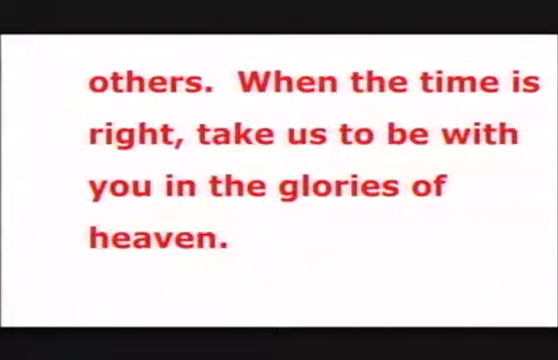 others.  When the time is
right, take us to be with
you in the glories of
heaven.